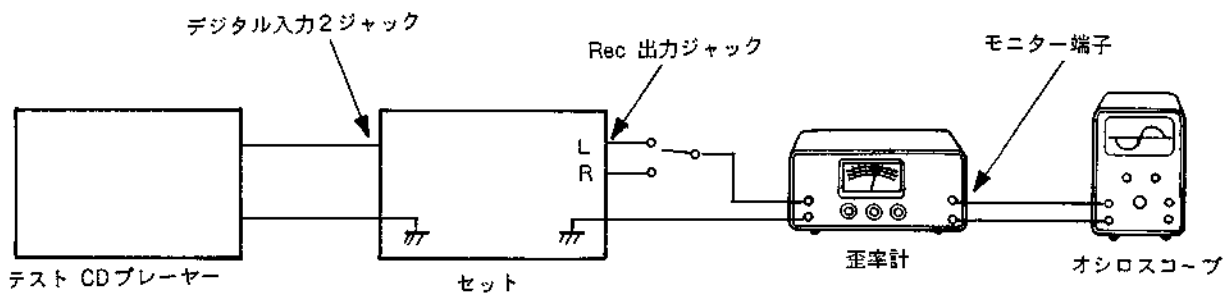 デジタル入力2ジャック
Rec 出力ジャック
モニター端子
L
R
テスト CDプレーヤー
セット
歪率計
オシロスコープ